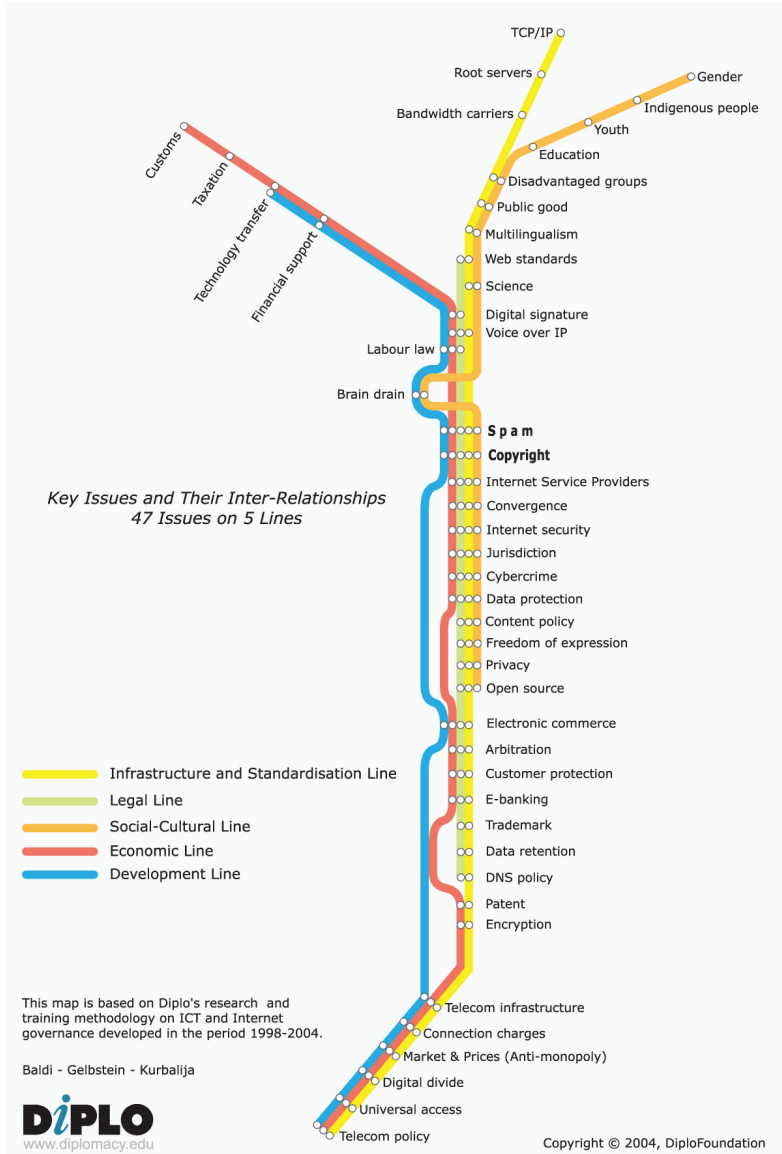 TCP/IP
Root servers
Gender
Indigenous people
Bandwidth carriers
Youth
Customs
Education
Taxation
Disadvantaged groups
Technology transfer
Public good
Financial support
Multilingualism
Web standards
Science
Digital signature
Voice over IP
Labour law
Brain drain
Spam
Copyright
Key Issues and Their Inter-Relationships
47 Issues on 5 Lines
Internet Service Providers
Convergence
Internet security
Jurisdiction
Cybercrime
Data protection
Content policy
Freedom of expression
Privacy
Open source
Electronic commerce
Arbitration
Customer protection
E-banking
Trademark
Data retention
DNS policy
Patent
Encryption
Infrastructure and Standardisation Line
Legal Line
Social-Cultural Line
Economic Line
Development Line
Telecom infrastructure
Connection charges
Market & Prices (Anti-monopoly)
Digital divide
Universal access
Telecom policy
This map is based on Diplo's research and
training methodology on ICT and Internet
governance developed in the period 1998-2004.
Baldi - Gelbstein - Kurbalija
DiPLO
www.diplomacy.edu
Copyright © 2004, DiploFoundation